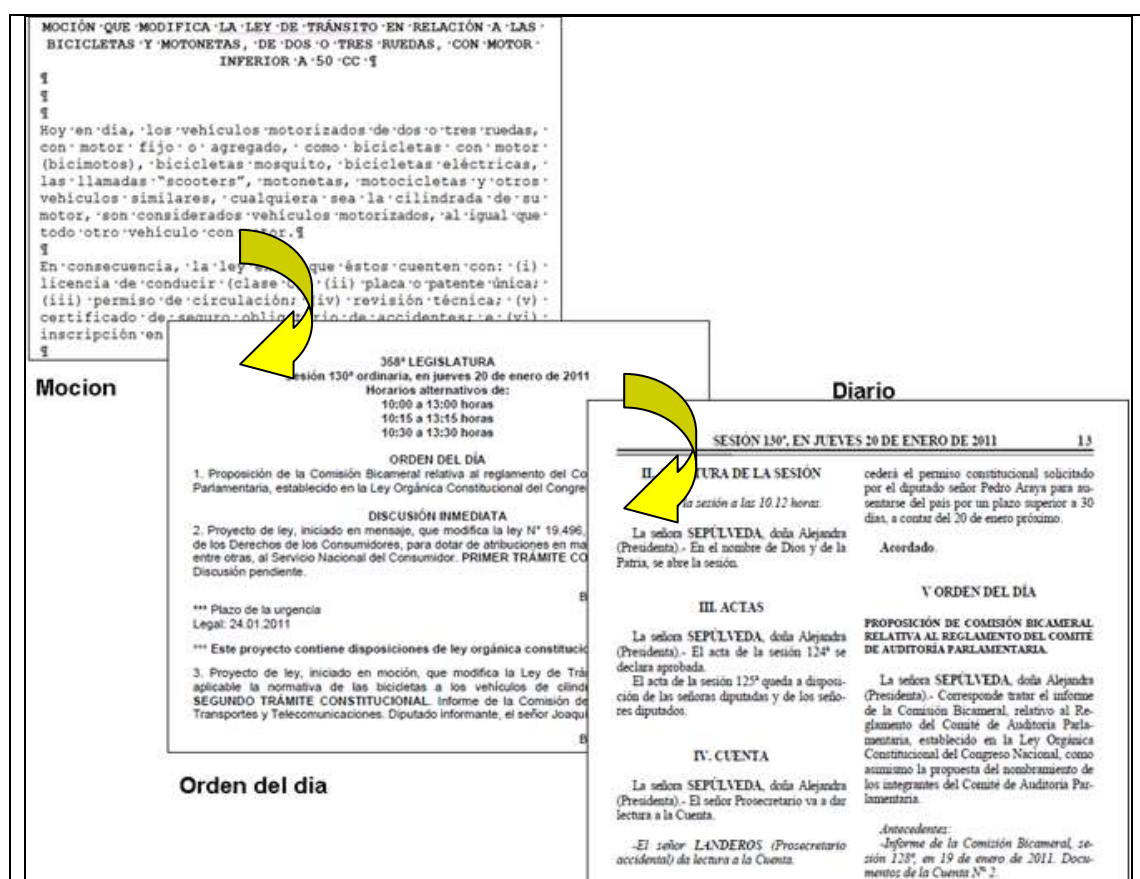 MOCIÓN·QUE·MODIFICA·LA·LEY·DE·TRÁNSITO·EN·RELACIÓN·A·LAS·
BICICLETAS·Y·MOTONETAS,·DE·DOS·O·TRES·RUEDAS,·CON·MOTOR·
INFERIOR·A·50·CC·¶
¶
¶
¶
Hoy·en·día,·los·vehículos·motorizados·de·dos·o·tres·ruedas,·
con·motor·fijo·o·agregado,·como·bicicletas·con·motor·
(bicimotos),·bicicletas·mosquito,·bicicletas·eléctricas,·
las·llamadas·"scooters",·motonetas,·motocicletas·y·otros·
vehículos·similares,·cualquiera·sea·la·cilindrada·de·su·
motor,·son·considerados·vehículos·motorizados,·al·igual·que·
todo·otro·vehículo·con·
¶
En·consecuencia,·la·ley· que·éstos·cuenten·con:·(i)·
licencia·de·conducir·(clase· (ii)·placa·o·patente·única;·
(iii)·permiso·de·circulación; (iv)·revisión·técnica;·(v)·
certificado·de·seguro· de·accidentes;·e·(vi)·
inscripción·en
¶
Mocion
358ª LEGISLATURA
Sesión 130ª ordinaria, en jueves 20 de enero de 2011
Horarios alternativos de:
10:00 a 13:00 horas
10:15 a 13:15 horas
10:30 a 13:30 horas
ORDEN DEL DÍA
1. Proposición de la Comisión Bicameral relativa al reglamento del Co
Parlamentaria, establecido en la Ley Orgánica Constitucional del Congre
DISCUSIÓN INMEDIATA
2. Proyecto de ley, iniciado en mensaje, que modifica la ley N° 19.496,
de los Derechos de los Consumidores, para dotar de atribuciones en ma
entre otras, al Servicio Nacional del Consumidor. PRIMER TRÁMITE CO
Discusión pendiente.
B
*** Plazo de la urgencia
Legal: 24.01.2011
*** Este proyecto contiene disposiciones de ley orgánica constitucio
3. Proyecto de ley, iniciado en moción, que modifica la Ley de Trá
aplicable la normativa de las bicicletas a los vehículos de cilind
SEGUNDO TRÁMITE CONSTITUCIONAL. Informe de la Comisión de
Transportes y Telecomunicaciones. Diputado informante, el señor Joaqu
B
Orden del dia
Diario
SESIÓN 130ª, EN JUEVES 20 DE ENERO DE 2011 13
II. TURA DE LA SESIÓN
la sesión a las 10.12 horas.
La señora SEPÚLVEDA, doña Alejandra
(Presidenta).- En el nombre de Dios y de la
Patria, se abre la sesión.
III. ACTAS
La señora SEPÚLVEDA, doña Alejandra
(Presidenta).- El acta de la sesión 124ª se
declara aprobada.
El acta de la sesión 125ª queda a disposi-
ción de las señoras diputadas y de los seño-
res diputados.
IV. CUENTA
La señora SEPÚLVEDA, doña Alejandra
(Presidenta).- El señor Prosecretario va a dar
lectura a la Cuenta.
-El señor LANDEROS (Prosecretario
accidental) da lectura a la Cuenta.
cederá el permiso constitucional solicitado
por el diputado señor Pedro Araya para au-
sentarse del país por un plazo superior a 30
días, a contar del 20 de enero próximo.
Acordado.
V ORDEN DEL DÍA
PROPOSICIÓN DE COMISIÓN BICAMERAL
RELATIVA AL REGLAMENTO DEL COMITÉ
DE AUDITORÍA PARLAMENTARIA.
La señora SEPÚLVEDA, doña Alejandra
(Presidenta).- Corresponde tratar el informe
de la Comisión Bicameral, relativo al Re-
glamento del Comité de Auditoría Parla-
mentaria, establecido en la Ley Orgánica
Constitucional del Congreso Nacional, como
asimismo la propuesta del nombramiento de
los integrantes del Comité de Auditoría Par-
lamentaria.
Antecedentes:
-Informe de la Comisión Bicameral, se-
sión 128ª, en 19 de enero de 2011. Docu-
mentos de la Cuenta N° 2.